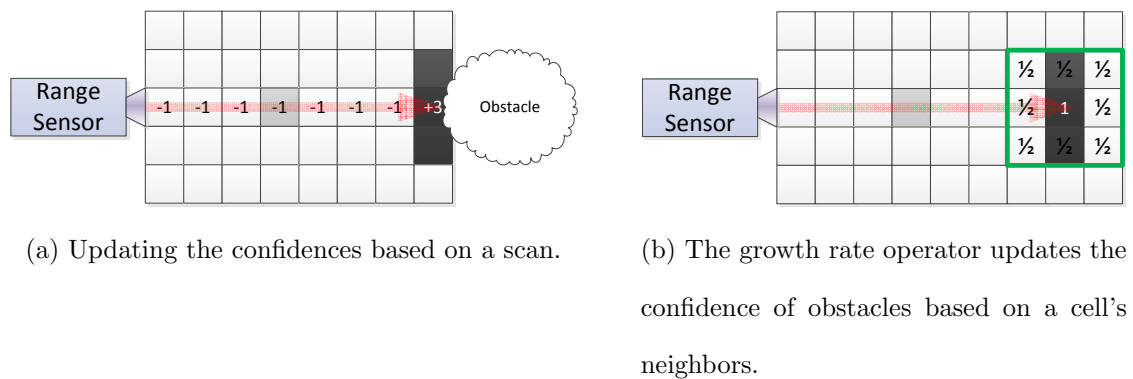 Range
Sensor
-1 -1 -1 -1 -1 -1 -1 +3
Obstacle
(a) Updating the confidences based on a scan.
Range
Sensor
½ ½ ½
½ 1 ½
½ ½ ½
(b) The growth rate operator updates the
confidence of obstacles based on a cell's
neighbors.